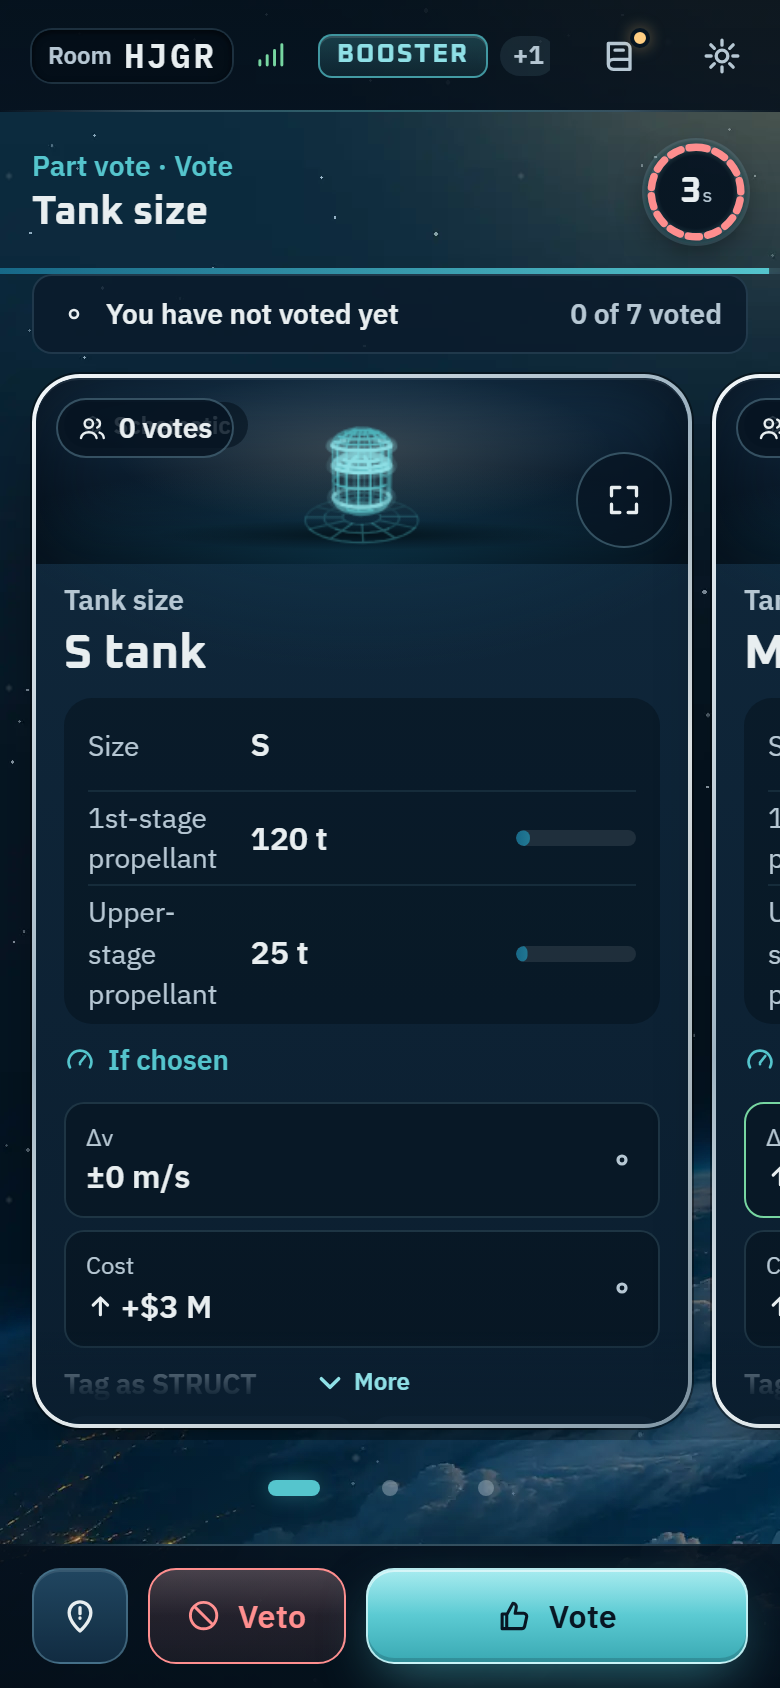 Room HJGR
BOOSTER
+1
Part vote · Vote
Tank size
3s
You have not voted yet
0 of 7 voted
0 votes
Tank size
S tank
Size
S
1st-stage
propellant
120 t
Upper-
stage
propellant
25 t
If chosen
Δv
±0 m/s
Cost
↑ +$3 M
Tag as STRUCT
More
Veto
Vote